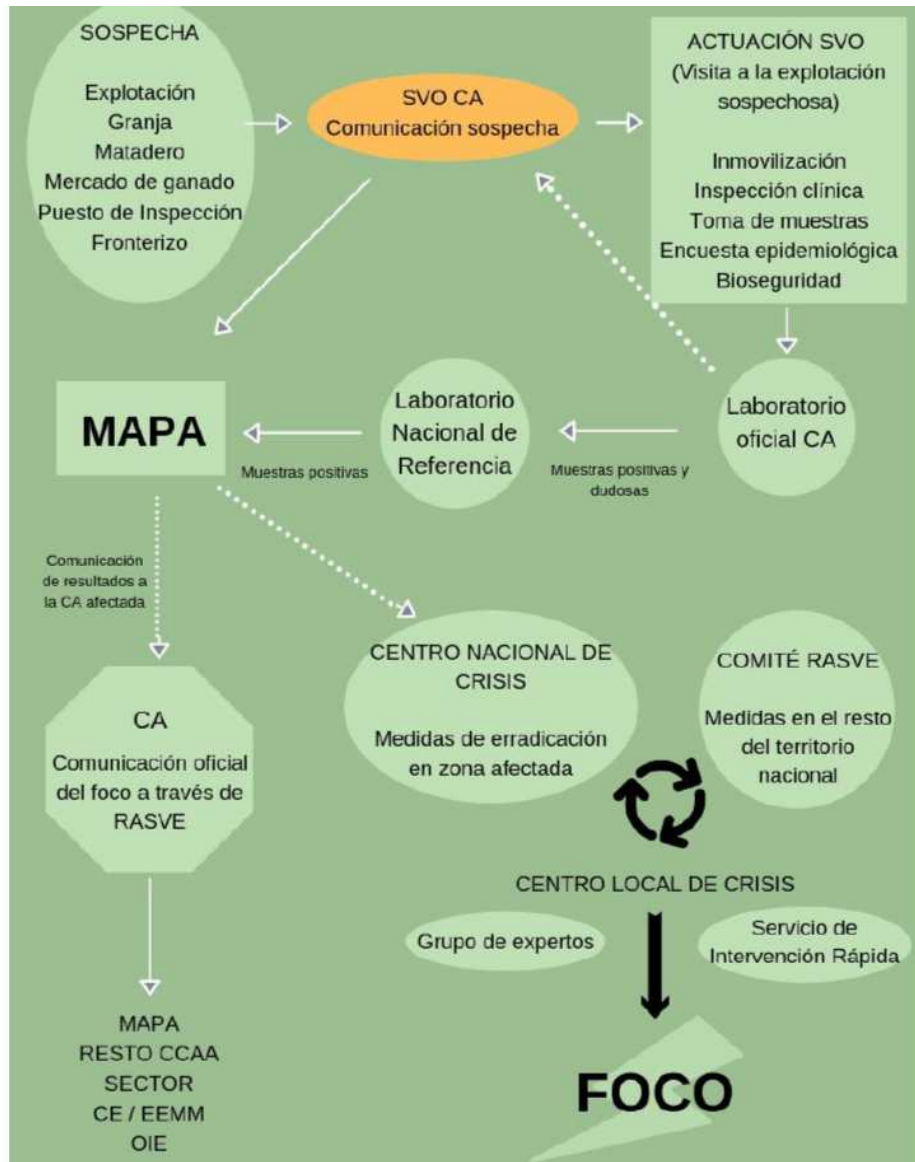 SOSPECHA
Explotación
Granja
Matadero
Mercado de ganado
Puesto de Inspección
Fronterizo
SVO CA
Comunicación sospecha
ACTUACIÓN SVO
(Visita a la explotación
sospechosa)
Inmovilización
Inspección clínica
Toma de muestras
Encuesta epidemiológica
Bioseguridad
MAPA
Muestras positivas
Laboratorio
Nacional de
Referencia
Muestras positivas y
dudosas
Laboratorio
oficial CA
Comunicación
de resultados a
la CA afectada
CENTRO NACIONAL DE
CRISIS
Medidas de erradicación
en zona afectada
COMITÉ RASVE
Medidas en el resto
del territorio
nacional
CA
Comunicación oficial
del foco a través de
RASVE
CENTRO LOCAL DE CRISIS
Grupo de expertos
Servicio de
Intervención Rápida
MAPA
RESTO CCAA
SECTOR
CE / EEMM
OIE
FOCO